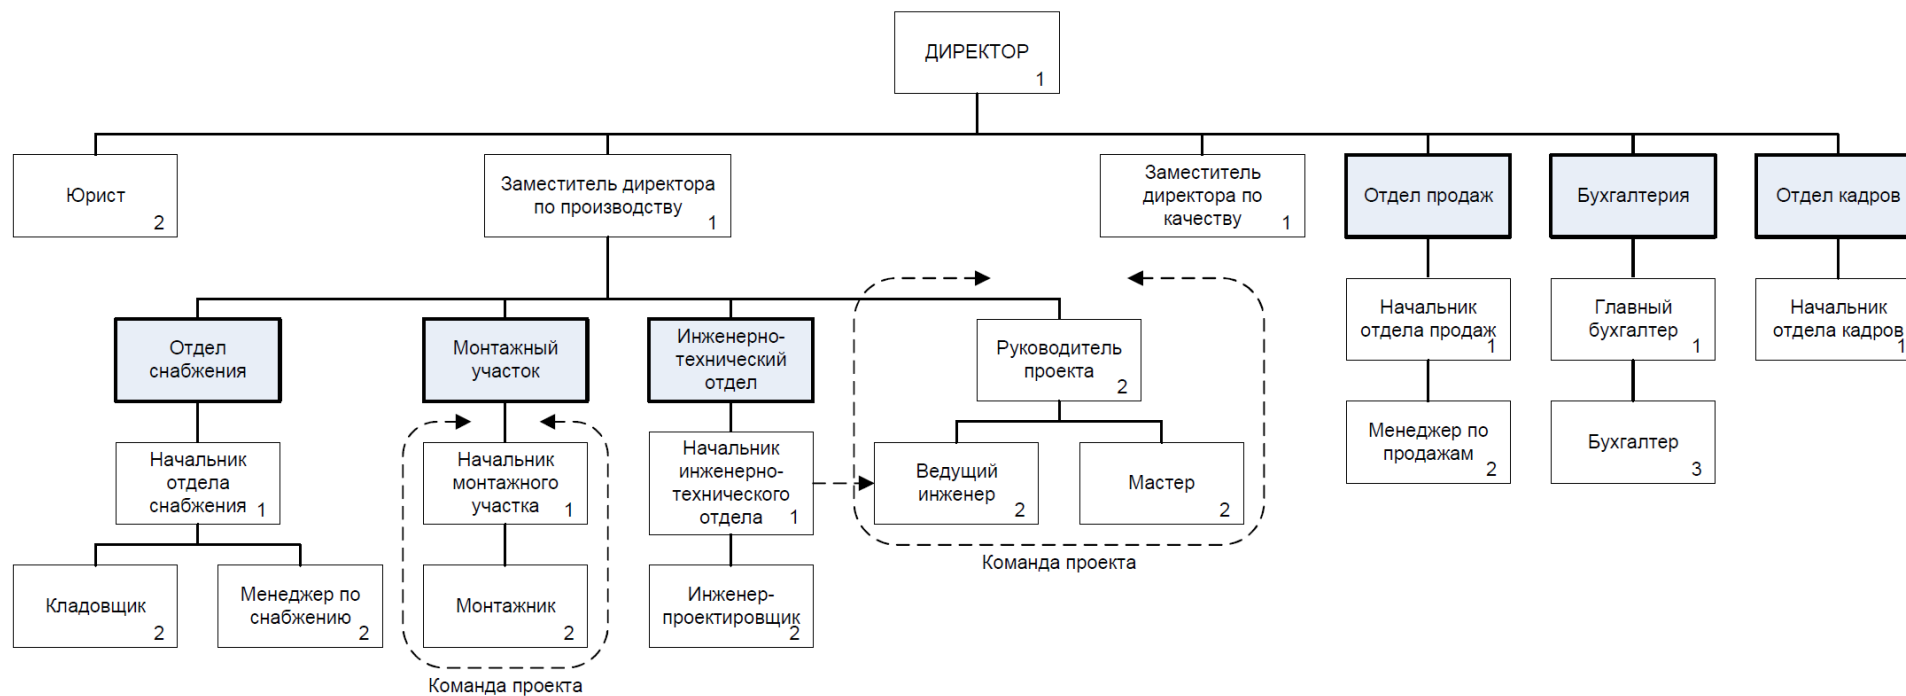 ДИРЕКТОР
1
Юрист
2
Заместитель директора
по производству
1
Заместитель
директора по
качеству
1
Отдел продаж
Бухгалтерия
Отдел кадров
Начальник
отдела продаж
1
Главный
бухгалтер
1
Начальник
отдела кадров
1
Отдел
снабжения
Монтажный
участок
Инженерно-
технический
отдел
Руководитель
проекта
2
Менеджер по
продажам
2
Бухгалтер
3
Начальник
отдела
снабжения
1
Начальник
монтажного
участка
1
Начальник
инженерно-
технического
отдела
1
Ведущий
инженер
2
Мастер
2
Команда проекта
Кладовщик
2
Менеджер по
снабжению
2
Монтажник
2
Инженер-
проектировщик
2
Команда проекта